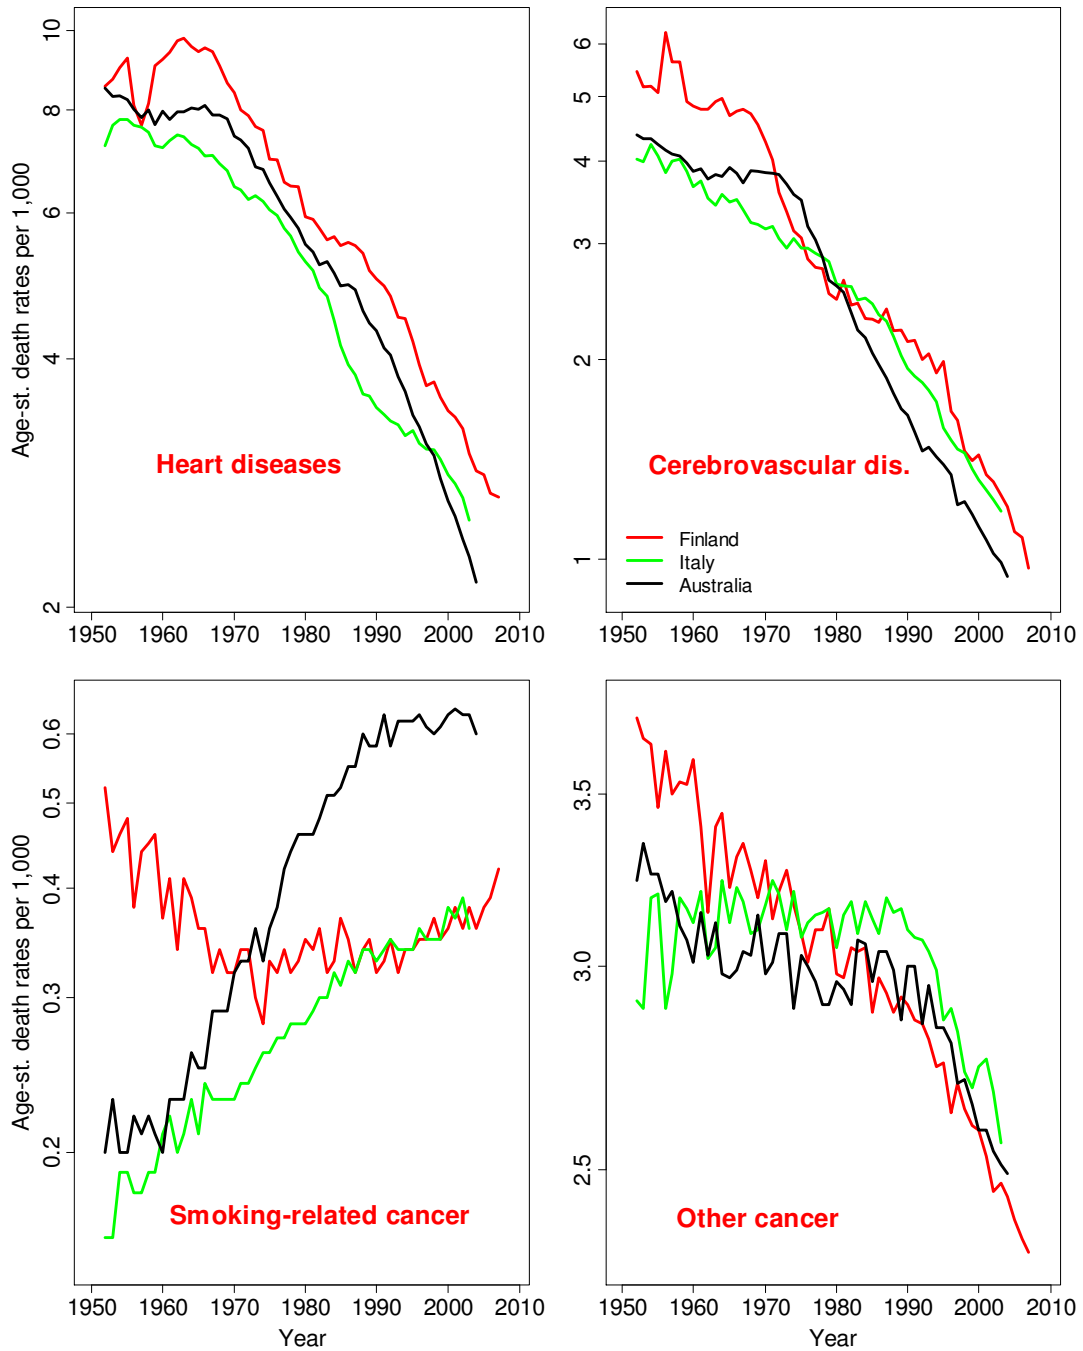 Age-st. death rates per 1,000
10
8
6
4
2
Heart diseases
1950 1960 1970 1980 1990 2000 2010
6
5
4
3
2
1
Cerebrovascular dis.
Finland
Italy
Australia
1950 1960 1970 1980 1990 2000 2010
Age-st. death rates per 1,000
0.6
0.5
0.4
0.3
0.2
Smoking-related cancer
1950 1960 1970 1980 1990 2000 2010
Year
3.5
3.0
2.5
Other cancer
1950 1960 1970 1980 1990 2000 2010
Year